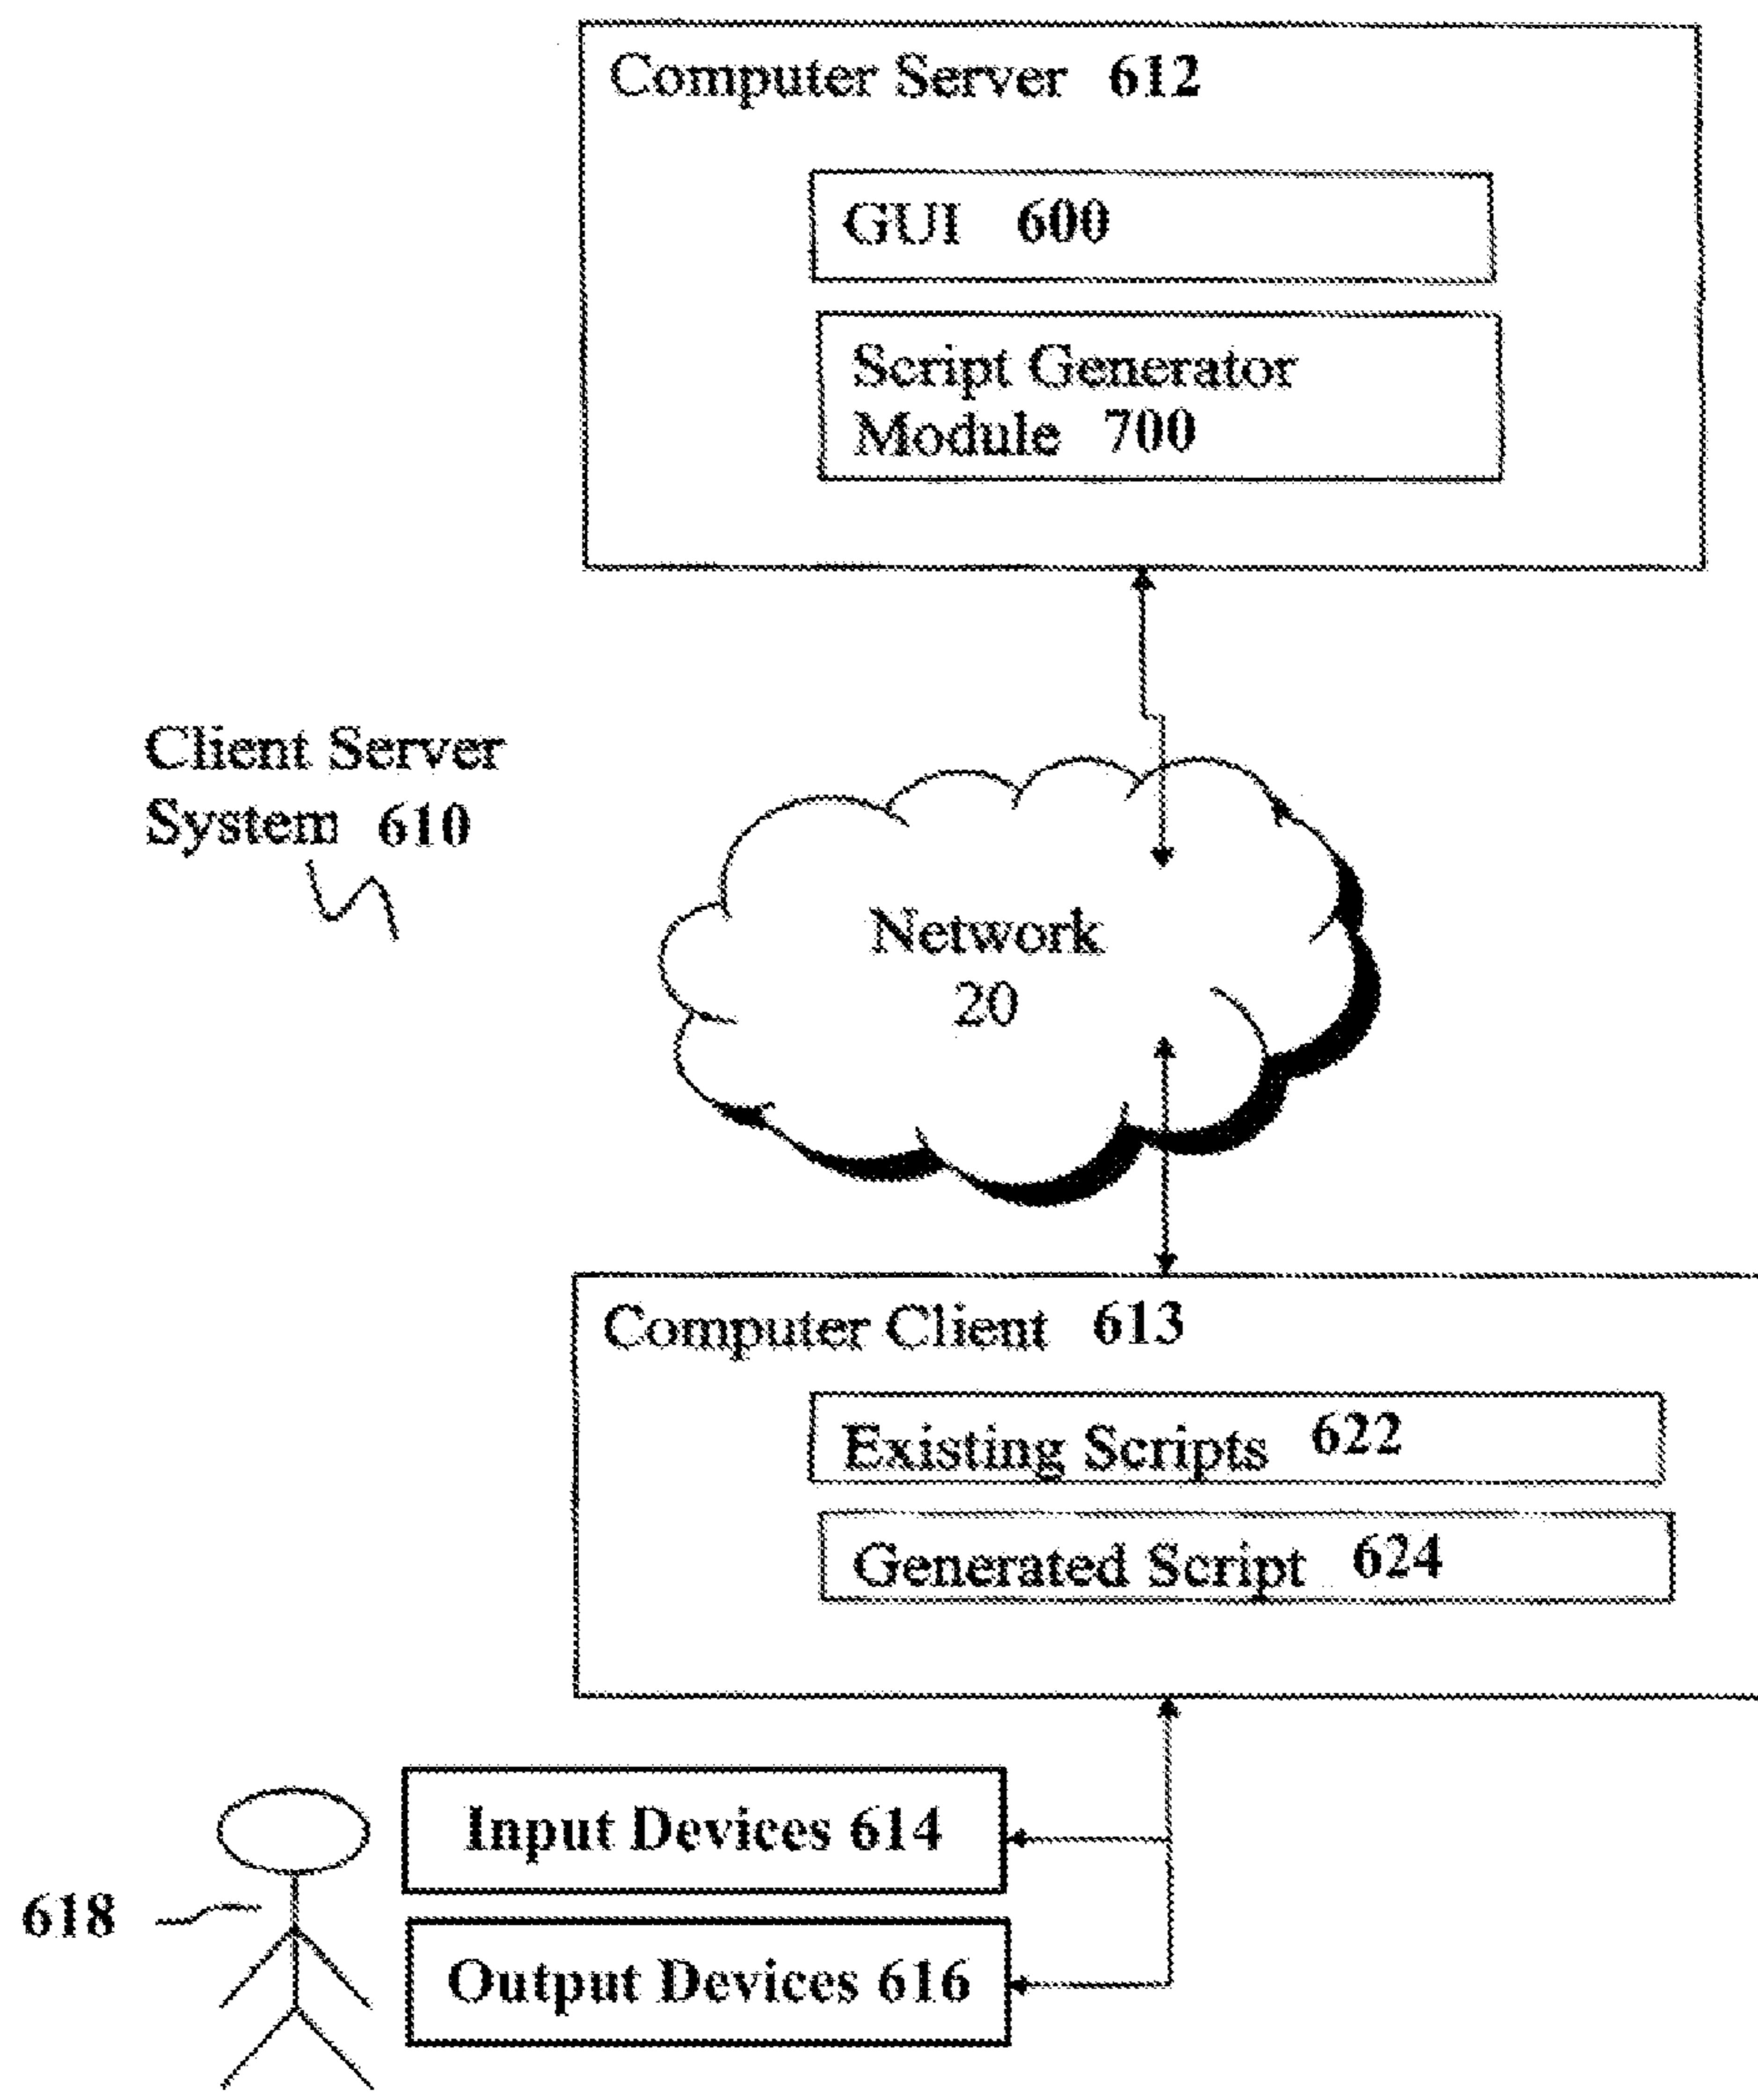 Computer Server 612
GUI 600
Script Generator
Module 700
Client Server
System 610
Network
20
Computer Client 613
Existing Scripts 622
Generated Script 624
Input Devices 614
618
Output Devices 616